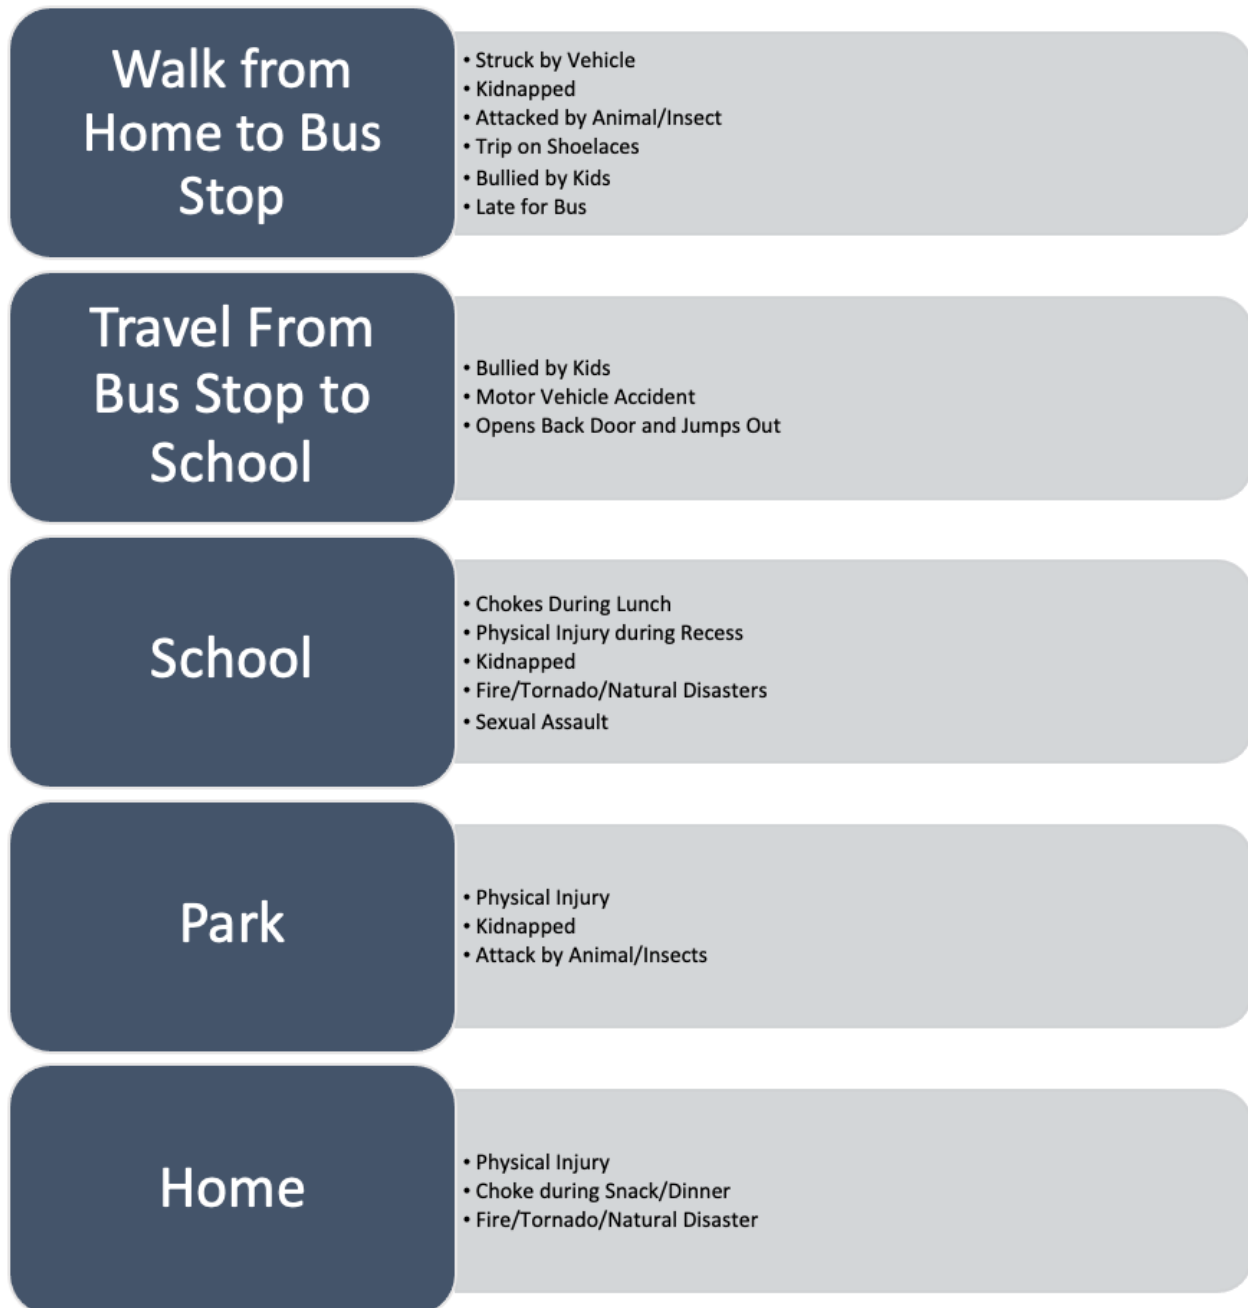 Walk from
Home to Bus
Stop
• Struck by Vehicle
• Kidnapped
• Attacked by Animal/Insect
• Trip on Shoelaces
• Bullied by Kids
• Late for Bus
Travel From
Bus Stop to
School
• Bullied by Kids
• Motor Vehicle Accident
• Opens Back Door and Jumps Out
School
• Chokes During Lunch
• Physical Injury during Recess
• Kidnapped
• Fire/Tornado/Natural Disasters
• Sexual Assault
Park
• Physical Injury
• Kidnapped
• Attack by Animal/Insects
Home
• Physical Injury
• Choke during Snack/Dinner
• Fire/Tornado/Natural Disaster